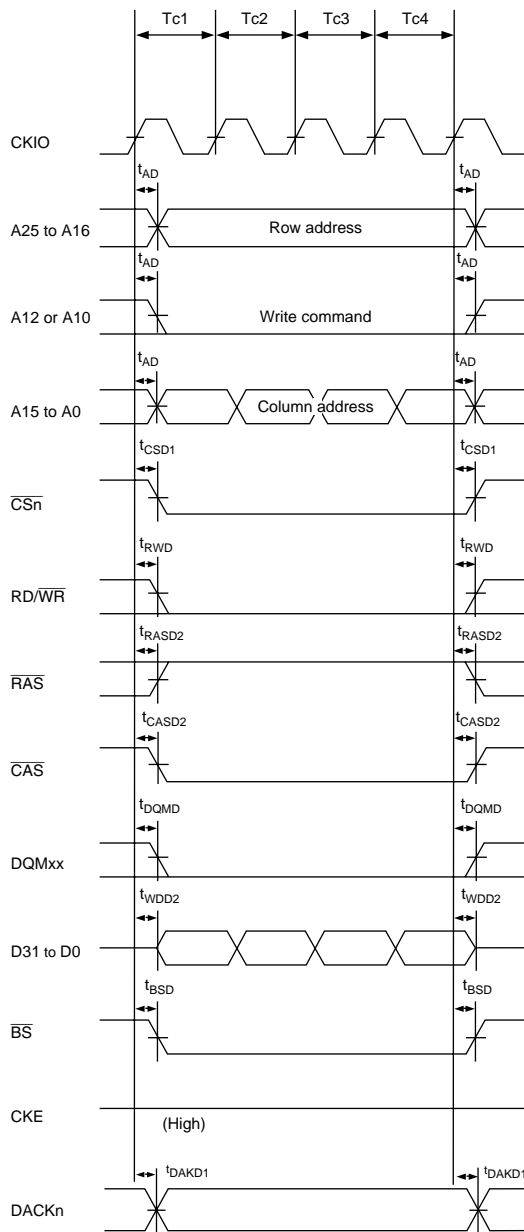 Tc1 Tc2 Tc3 Tc4
CKIO
tAD tAD
A25 to A16 Row address
tAD tAD
A12 or A10 Write command
tAD tAD
A15 to A0 Column address
tCSD1 tCSD1
CSn
tRWD tRWD
RD/WR
tRASD2 tRASD2
RAS
tCASD2 tCASD2
CAS
tDQMD tDQMD
DQMxx
tWDD2 tWDD2
D31 to D0
tBSD tBSD
BS
CKE (High)
tDAKD1 tDAKD1
DACKn